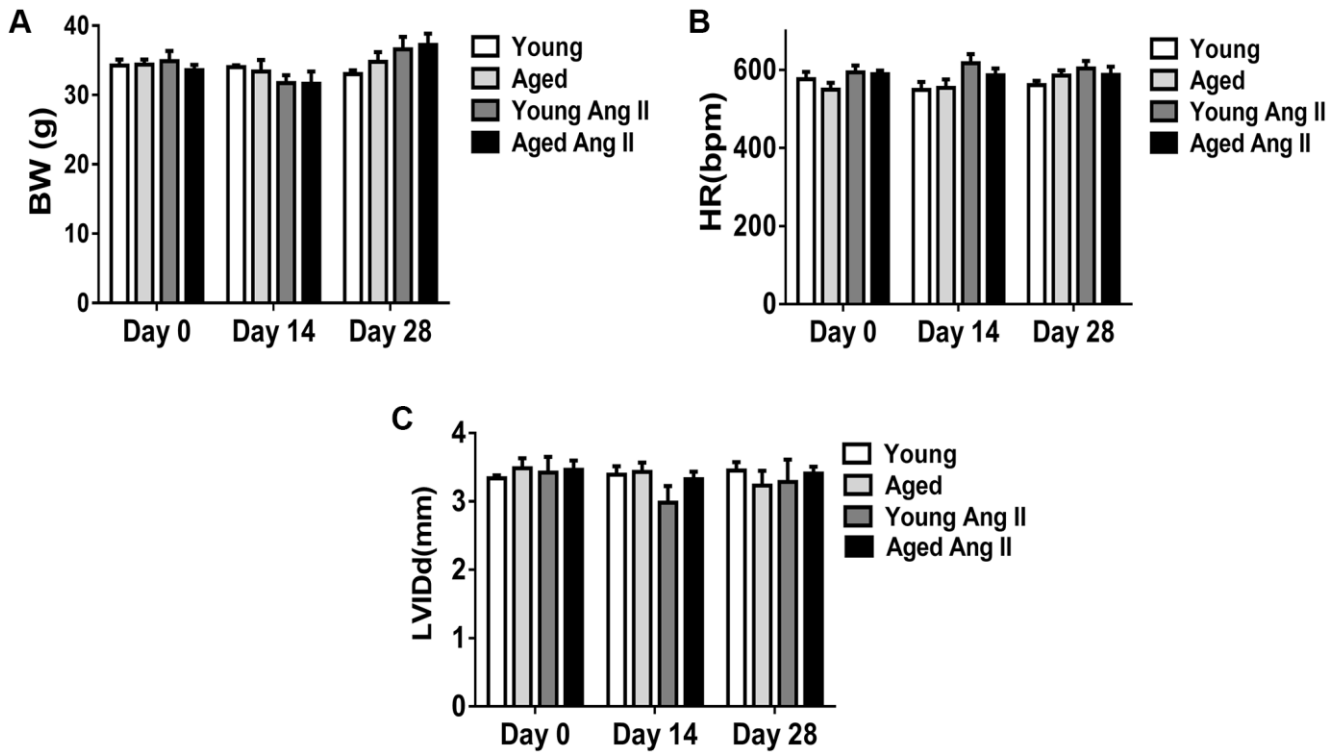 A
BW (g)
40
30
20
10
0
Day 0 Day 14 Day 28
Young
Aged
Young Ang II
Aged Ang II
B
HR(bpm)
600
400
200
0
Day 0 Day 14 Day 28
Young
Aged
Young Ang II
Aged Ang II
C
LVIDd(mm)
4
3
2
1
0
Day 0 Day 14 Day 28
Young
Aged
Young Ang II
Aged Ang II